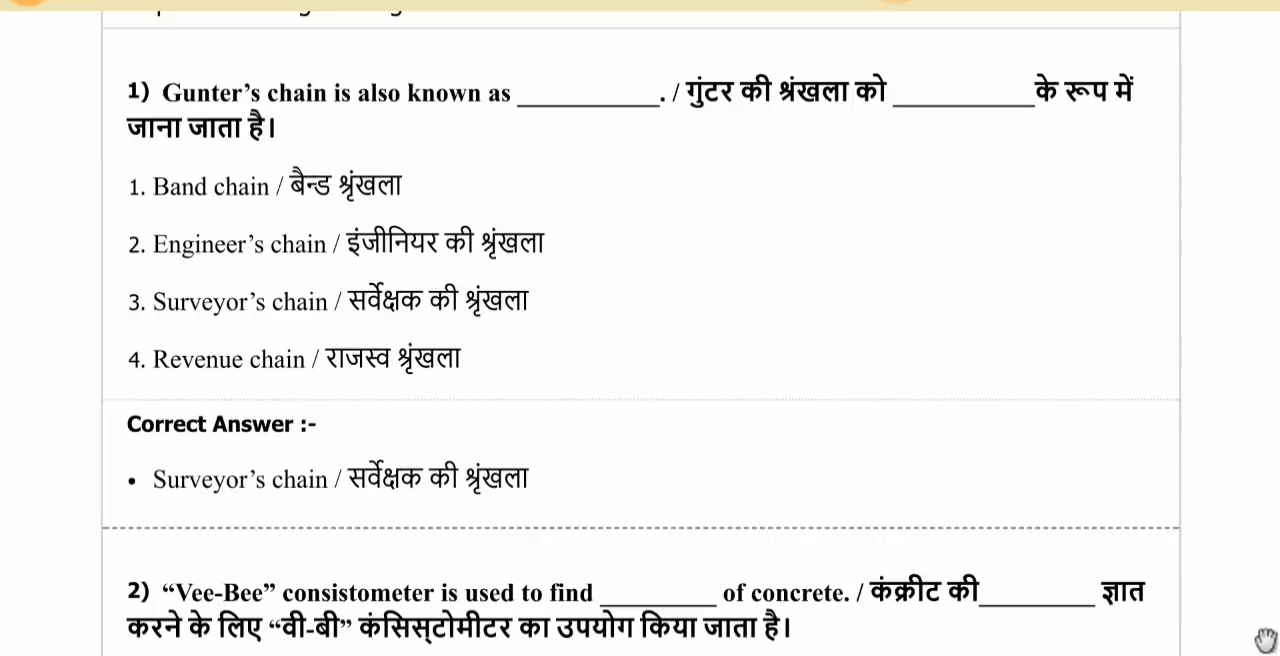 1) Gunter’s chain is also known as ___________. / गुंटर की श्रंखला को ___________के रूप में
जाना जाता है।
1. Band chain / बैन्ड श्रृंखला
2. Engineer’s chain / इंजीनियर की श्रृंखला
3. Surveyor’s chain / सर्वेक्षक की श्रृंखला
4. Revenue chain / राजस्व श्रृंखला
Correct Answer :-
• Surveyor’s chain / सर्वेक्षक की श्रृंखला
2) “Vee-Bee” consistometer is used to find _________ of concrete. / कंक्रीट की_________ ज्ञात
करने के लिए “वी-बी” कंसिस्टोमीटर का उपयोग किया जाता है।